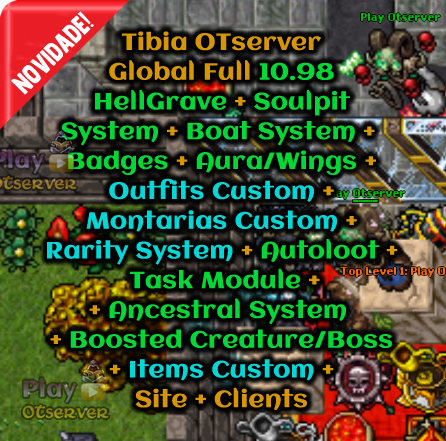 NOVIDADE!
Play Otserver
Tibia OTserver
Global Full 10.98
HellGrave + Soulpit
System + Boat System +
Badges + Aura/Wings +
Play
Otserver
Otserver
Outfits Custom +
Montarias Custom +
Rarity System + Autoloot +
Top Level 1: Play O
Task Module +
+ Ancestral System
+ Boosted Creature/Boss
+ Items Custom +
Site + Clients
Play
Otserver